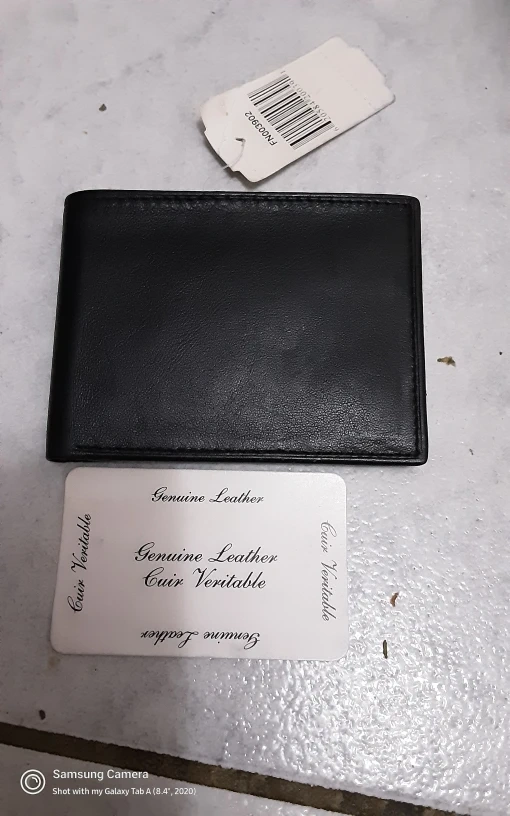 FN003902
Genuine Leather
Cuir Veritable
Genuine Leather
Cuir Veritable
Cuir Veritable
Genuine Leather
Samsung Camera
Shot with my Galaxy Tab A (8.4", 2020)